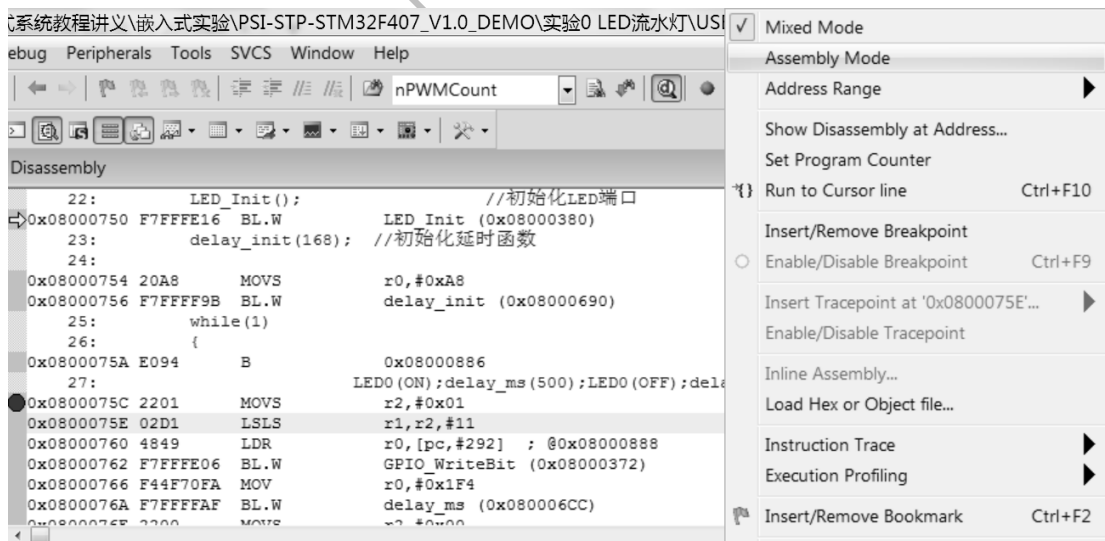 式系统教程讲义\嵌入式实验\PSI-STP-STM32F407_V1.0_DEMO\实验0 LED流水灯\USI
ebug Peripherals Tools SVCS Window Help
nPWMCount
Disassembly
22: LED_Init(); //初始化LED端口
0x08000750 F7FFFE16 BL.W LED_Init (0x08000380)
23: delay_init(168); //初始化延时函数
24:
0x08000754 20A8 MOVS r0,#0xA8
0x08000756 F7FFFF9B BL.W delay_init (0x08000690)
25: while(1)
26: {
0x0800075A E094 B 0x08000886
27: LED0(ON);delay_ms(500);LED0(OFF);dela
0x0800075C 2201 MOVS r2,#0x01
0x0800075E 02D1 LSLS r1,r2,#11
0x08000760 4849 LDR r0,[pc,#292] ; @0x08000888
0x08000762 F7FFFE06 BL.W GPIO_WriteBit (0x08000372)
0x08000766 F44F70FA MOV r0,#0x1F4
0x0800076A F7FFFFAF BL.W delay_ms (0x080006CC)
0x0800076E 2200 MOVS r2,#0x00
Mixed Mode
Assembly Mode
Address Range
Show Disassembly at Address...
Set Program Counter
Run to Cursor line Ctrl+F10
Insert/Remove Breakpoint
Enable/Disable Breakpoint Ctrl+F9
Insert Tracepoint at '0x0800075E'...
Enable/Disable Tracepoint
Inline Assembly...
Load Hex or Object file...
Instruction Trace
Execution Profiling
Insert/Remove Bookmark Ctrl+F2